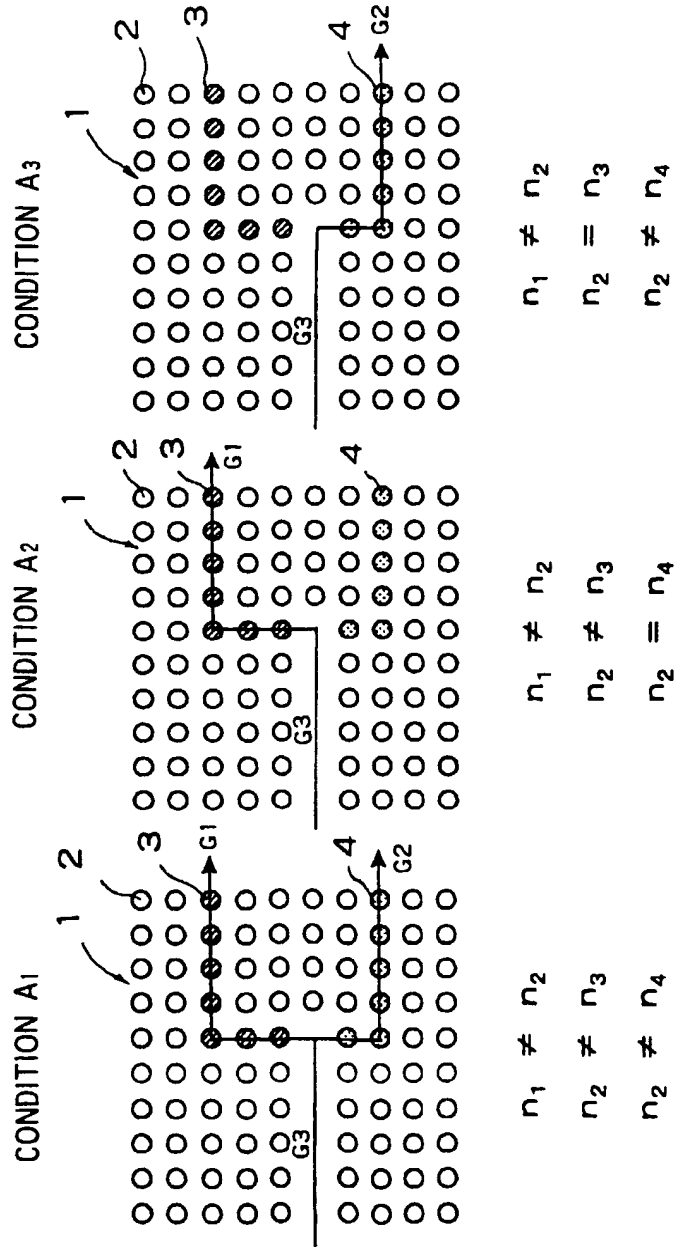 CONDITION A1
1
2
3
G1
G3
4
G2
n1 ≠ n2
n2 ≠ n3
n2 ≠ n4
CONDITION A2
1
2
3
G1
G3
4
n1 ≠ n2
n2 ≠ n3
n2 = n4
CONDITION A3
1
2
3
G3
4
G2
n1 ≠ n2
n2 = n3
n2 ≠ n4